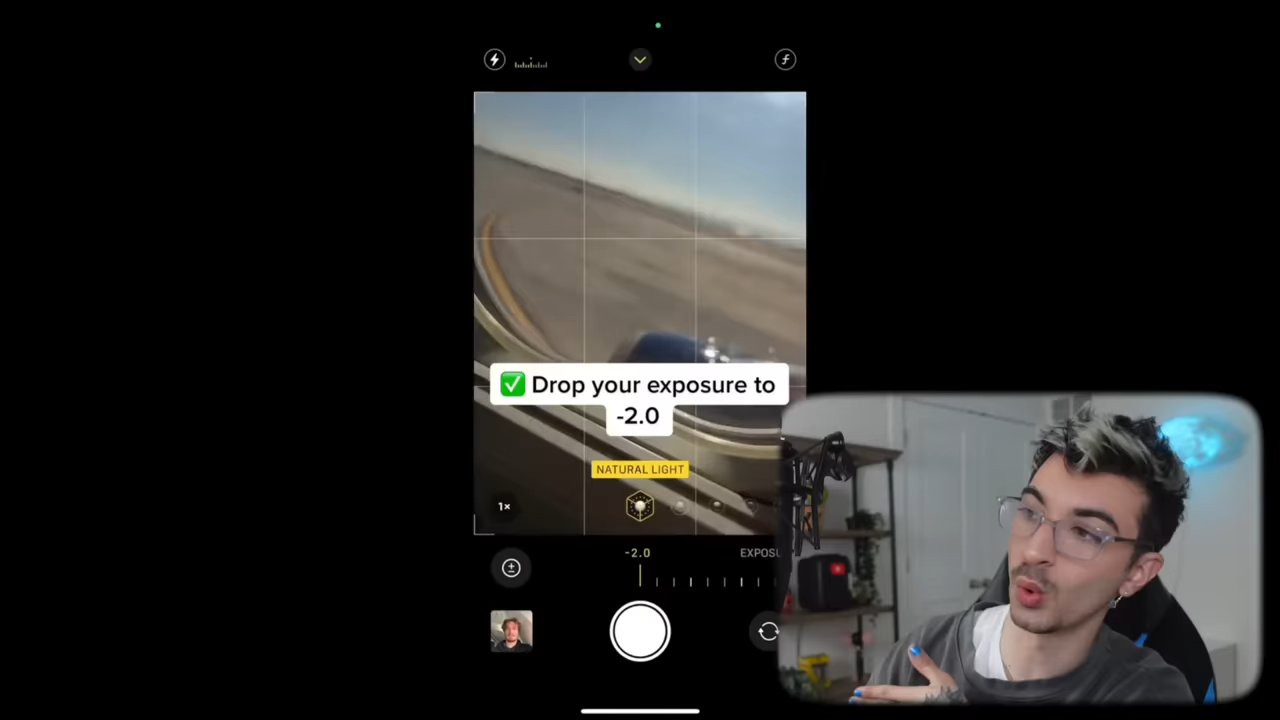 ✅ Drop your exposure to
-2.0
NATURAL LIGHT
1×
-2.0 EXPOSU